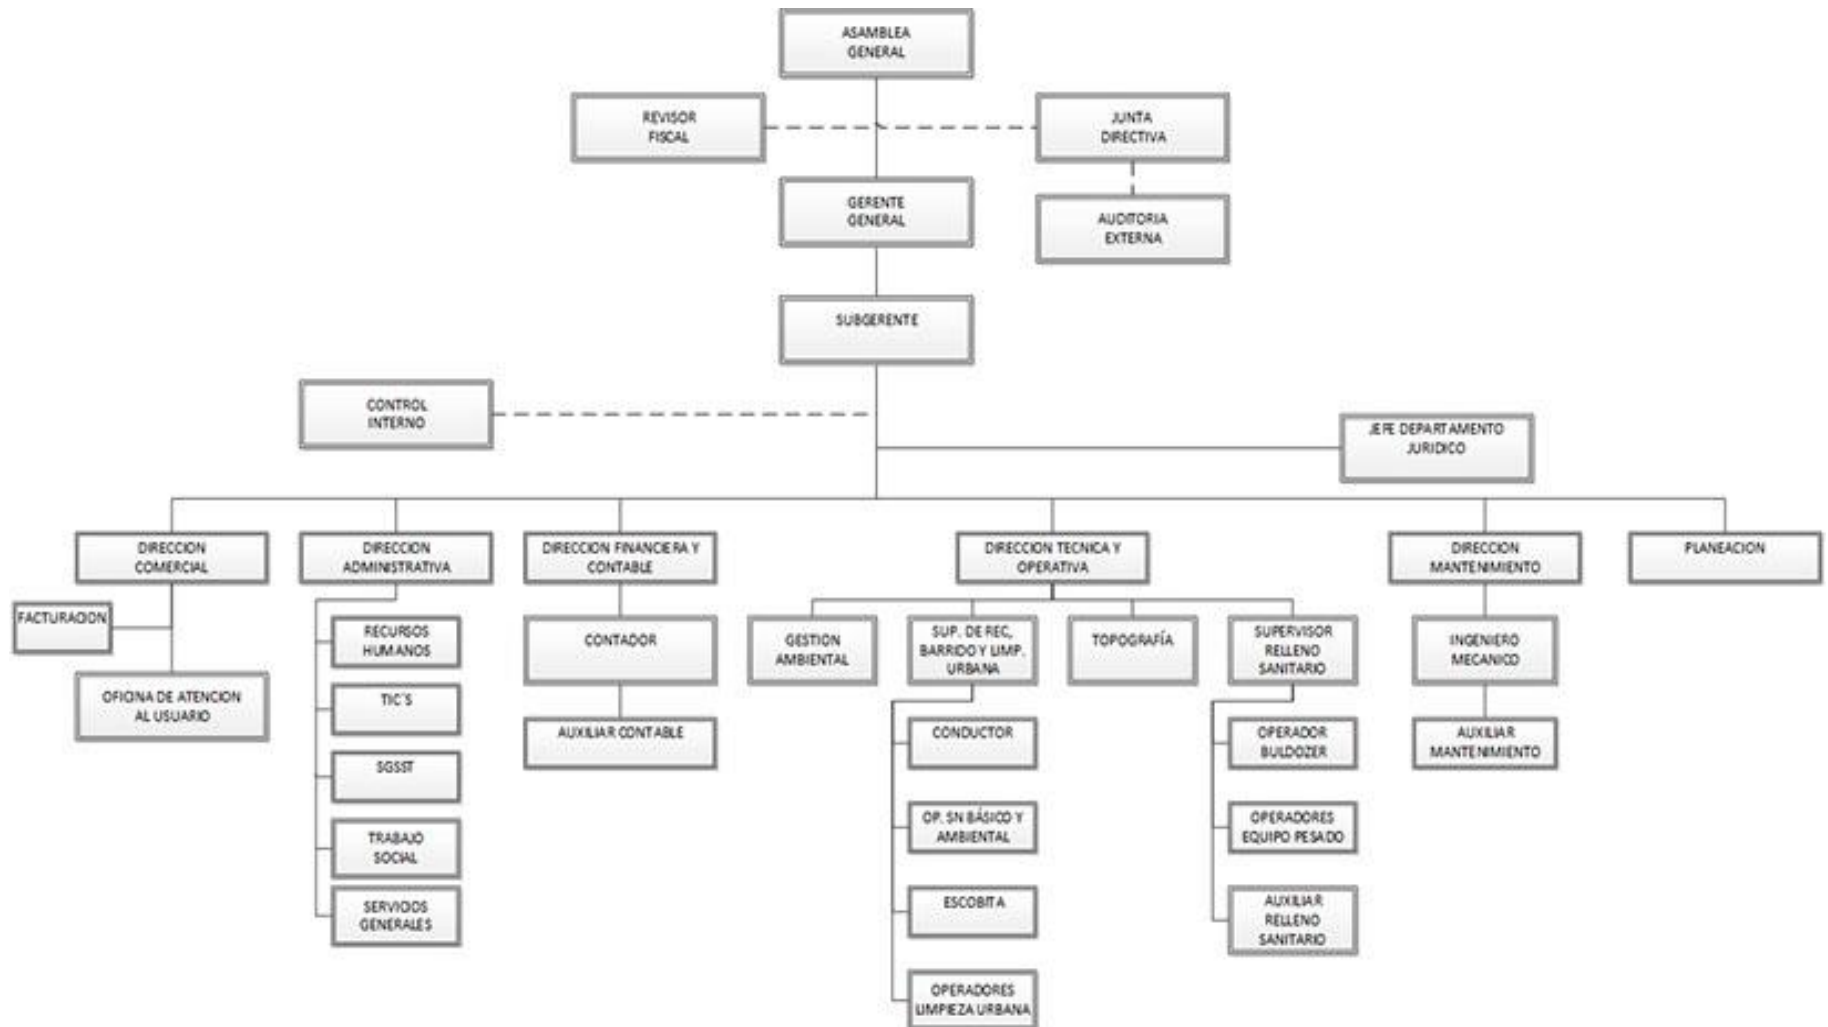 ASAMBLEA
GENERAL
REVISOR
FISCAL
JUNTA
DIRECTIVA
GERENTE
GENERAL
AUDITORIA
EXTERNA
SUBGERENTE
CONTROL
INTERNO
JEFE DEPARTAMENTO
JURIDICO
DIRECCION
COMERCIAL
DIRECCION
ADMINISTRATIVA
DIRECCION FINANCIERA Y
CONTABLE
DIRECCION TECNICA Y
OPERATIVA
DIRECCION
MANTENIMIENTO
PLANEACION
FACTURACION
OFICINA DE ATENCION
AL USUARIO
RECURSOS
HUMANOS
TIC´S
SGSST
TRABAJO
SOCIAL
SERVICIOS
GENERALES
CONTADOR
AUXILIAR CONTABLE
GESTION
AMBIENTAL
SUP. DE REC,
BARRIDO Y LIMP.
URBANA
TOPOGRAFÍA
SUPERVISOR
RELLENO
SANITARIO
CONDUCTOR
OP. SN BÁSICO Y
AMBIENTAL
ESCOBITA
OPERADORES
LIMPIEZA URBANA
OPERADOR
BULDOZER
OPERADORES
EQUIPO PESADO
AUXILIAR
RELLENO
SANITARIO
INGENIERO
MECANICO
AUXILIAR
MANTENIMIENTO